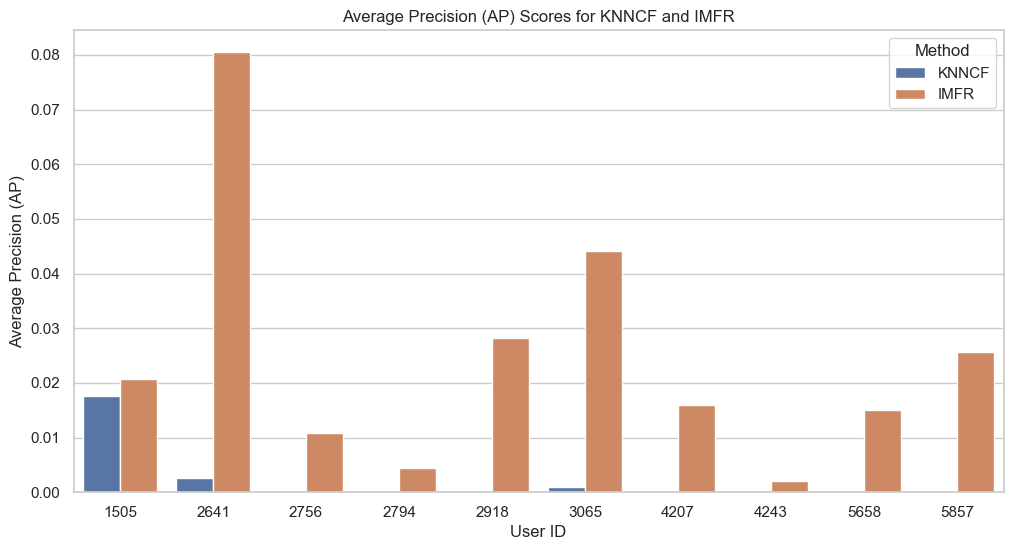 Average Precision (AP) Scores for KNNCF and IMFR
Method
KNNCF
IMFR
Average Precision (AP)
0.08
0.07
0.06
0.05
0.04
0.03
0.02
0.01
0.00
1505 2641 2756 2794 2918 3065 4207 4243 5658 5857
User ID